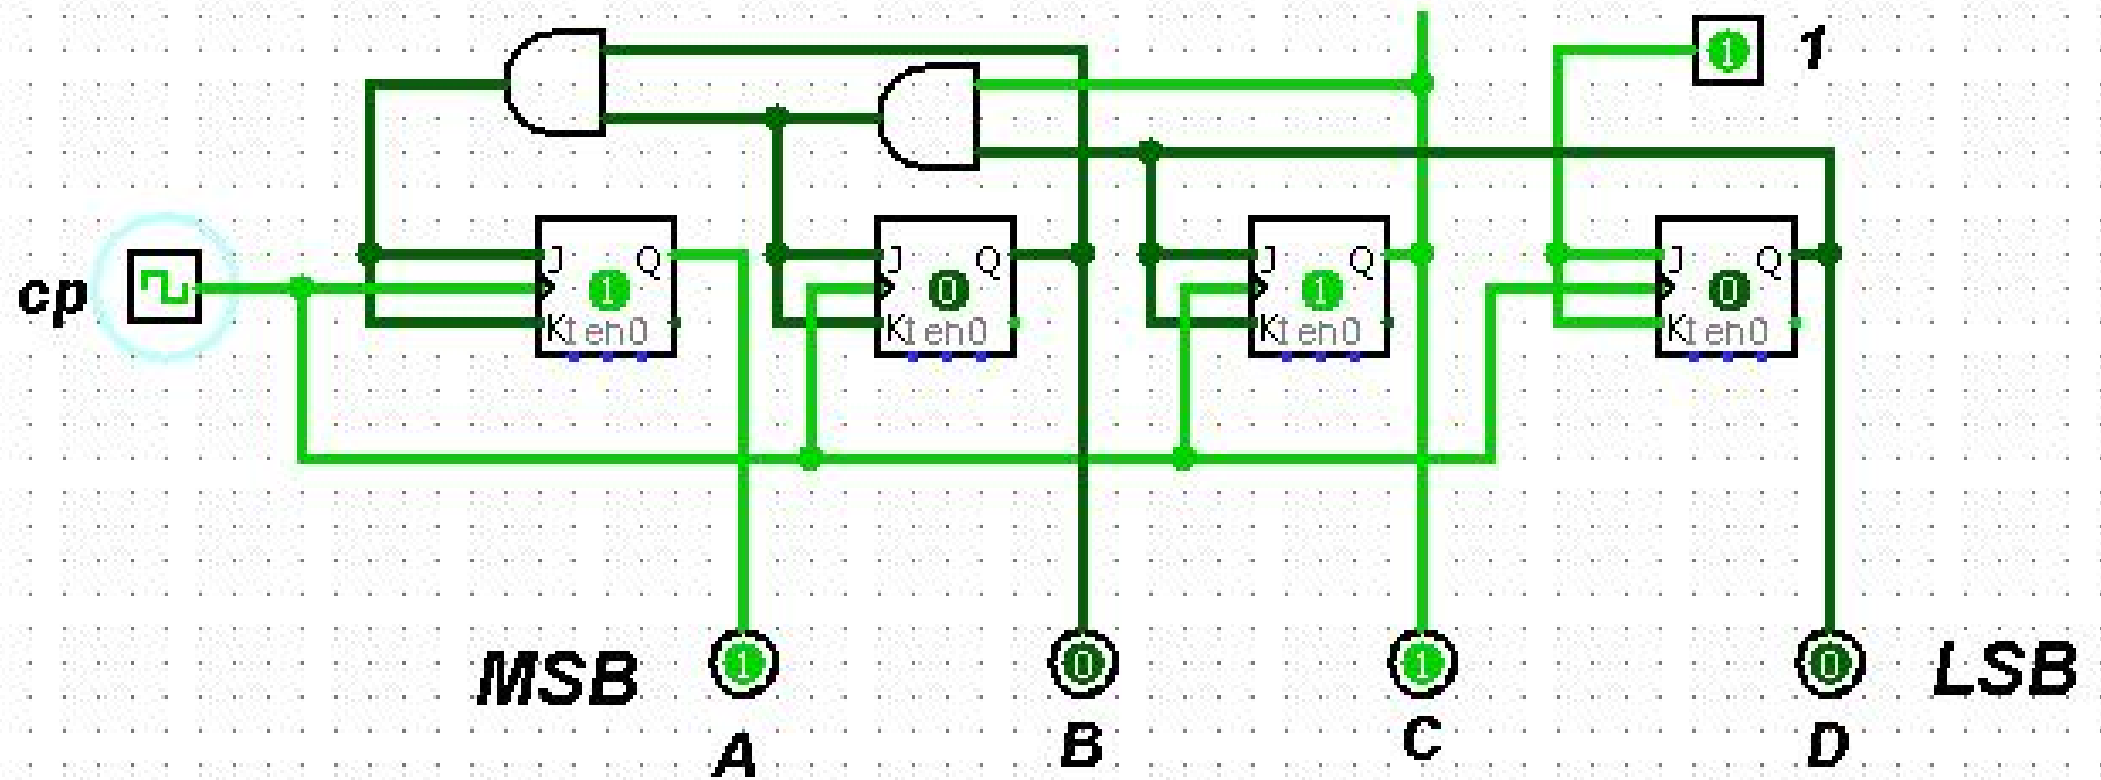 1 1
cp
J Q J Q J Q J Q
1 0 1 0
K t en 0 K t en 0 K t en 0 K t en 0
MSB 1 0 1 0 LSB
A B C D